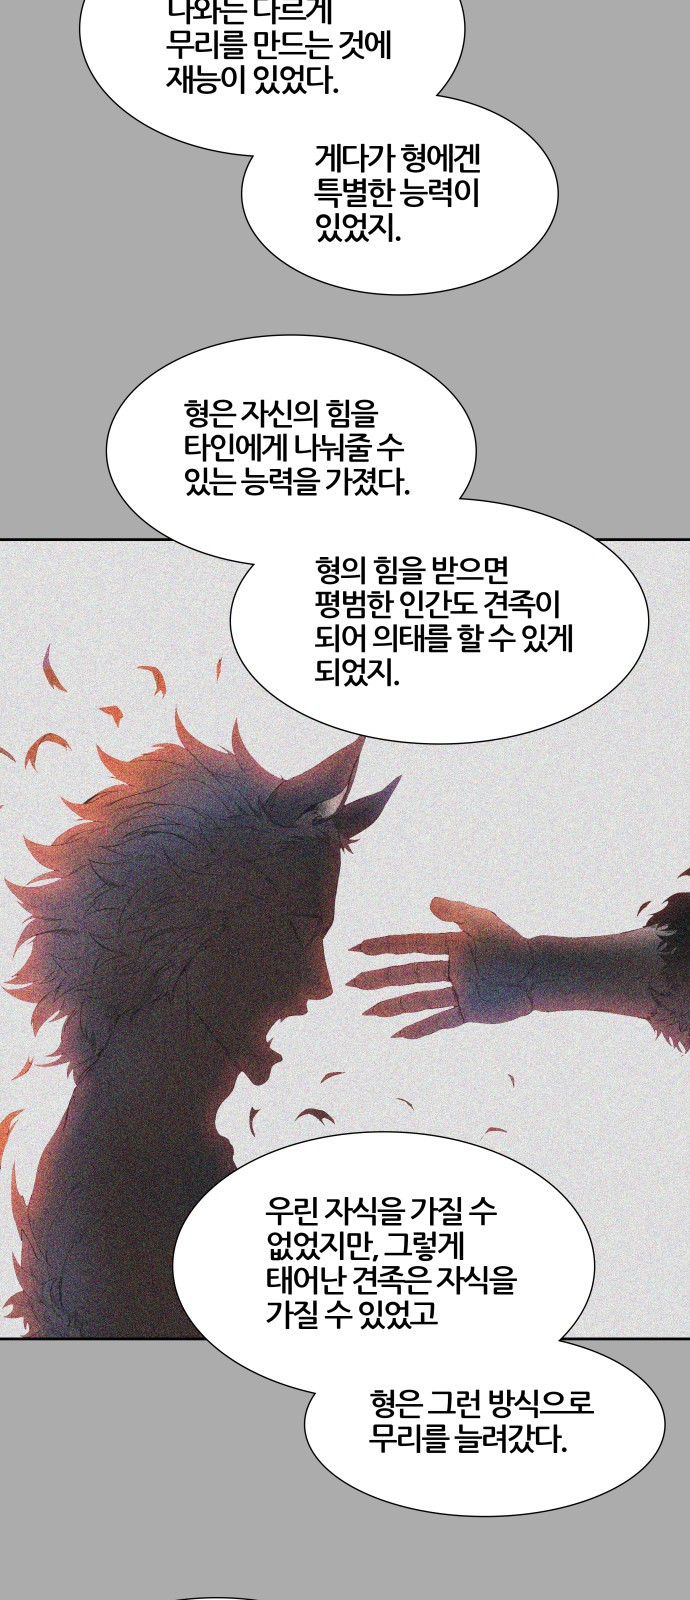 나와는 다르게
무리를 만드는 것에
재능이 있었다.
게다가 형에겐
특별한 능력이
있었지.
형은 자신의 힘을
타인에게 나눠줄 수
있는 능력을 가졌다.
형의 힘을 받으면
평범한 인간도 견족이
되어 의태를 할 수 있게
되었지.
우린 자식을 가질 수
없었지만, 그렇게
태어난 견족은 자식을
가질 수 있었고
형은 그런 방식으로
무리를 늘려갔다.